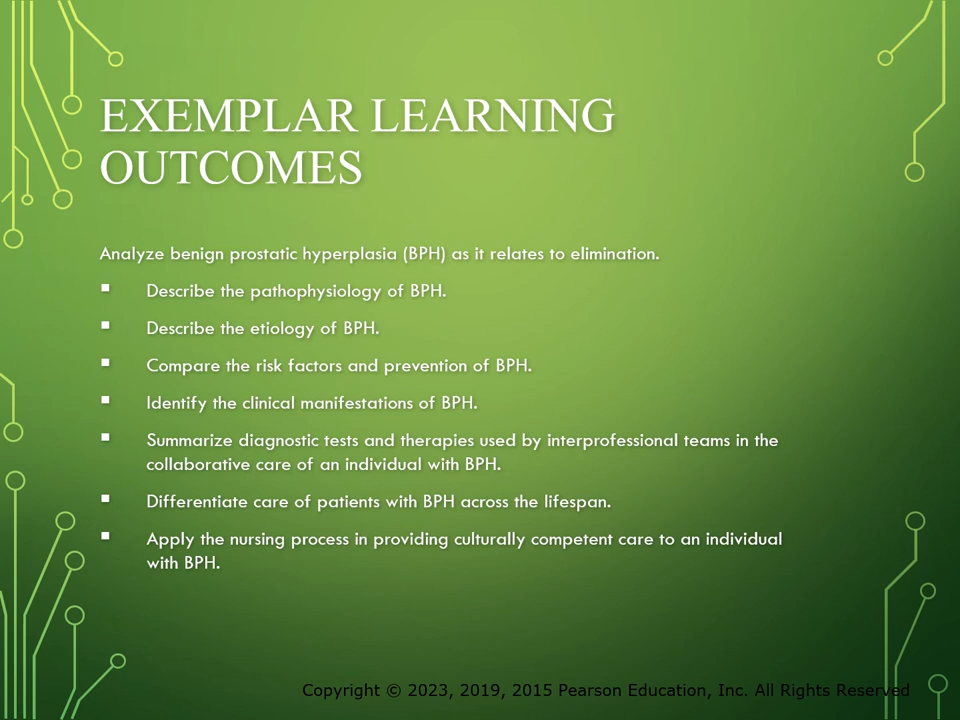 EXEMPLAR LEARNING
OUTCOMES
Analyze benign prostatic hyperplasia (BPH) as it relates to elimination.
▪ Describe the pathophysiology of BPH.
▪ Describe the etiology of BPH.
▪ Compare the risk factors and prevention of BPH.
▪ Identify the clinical manifestations of BPH.
▪ Summarize diagnostic tests and therapies used by interprofessional teams in the
collaborative care of an individual with BPH.
▪ Differentiate care of patients with BPH across the lifespan.
▪ Apply the nursing process in providing culturally competent care to an individual
with BPH.
Copyright © 2023, 2019, 2015 Pearson Education, Inc. All Rights Reserved